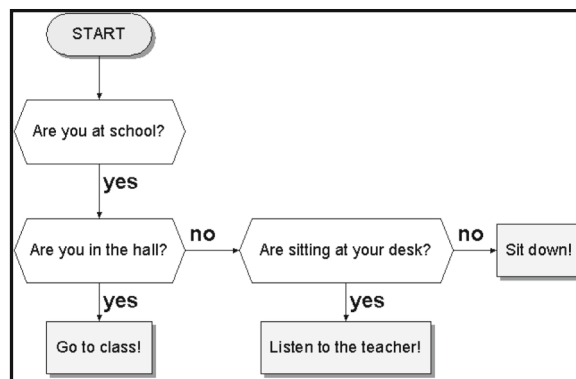 START
Are you at school?
yes
Are you in the hall?
no
Are sitting at your desk?
no
Sit down!
yes
yes
Go to class!
Listen to the teacher!